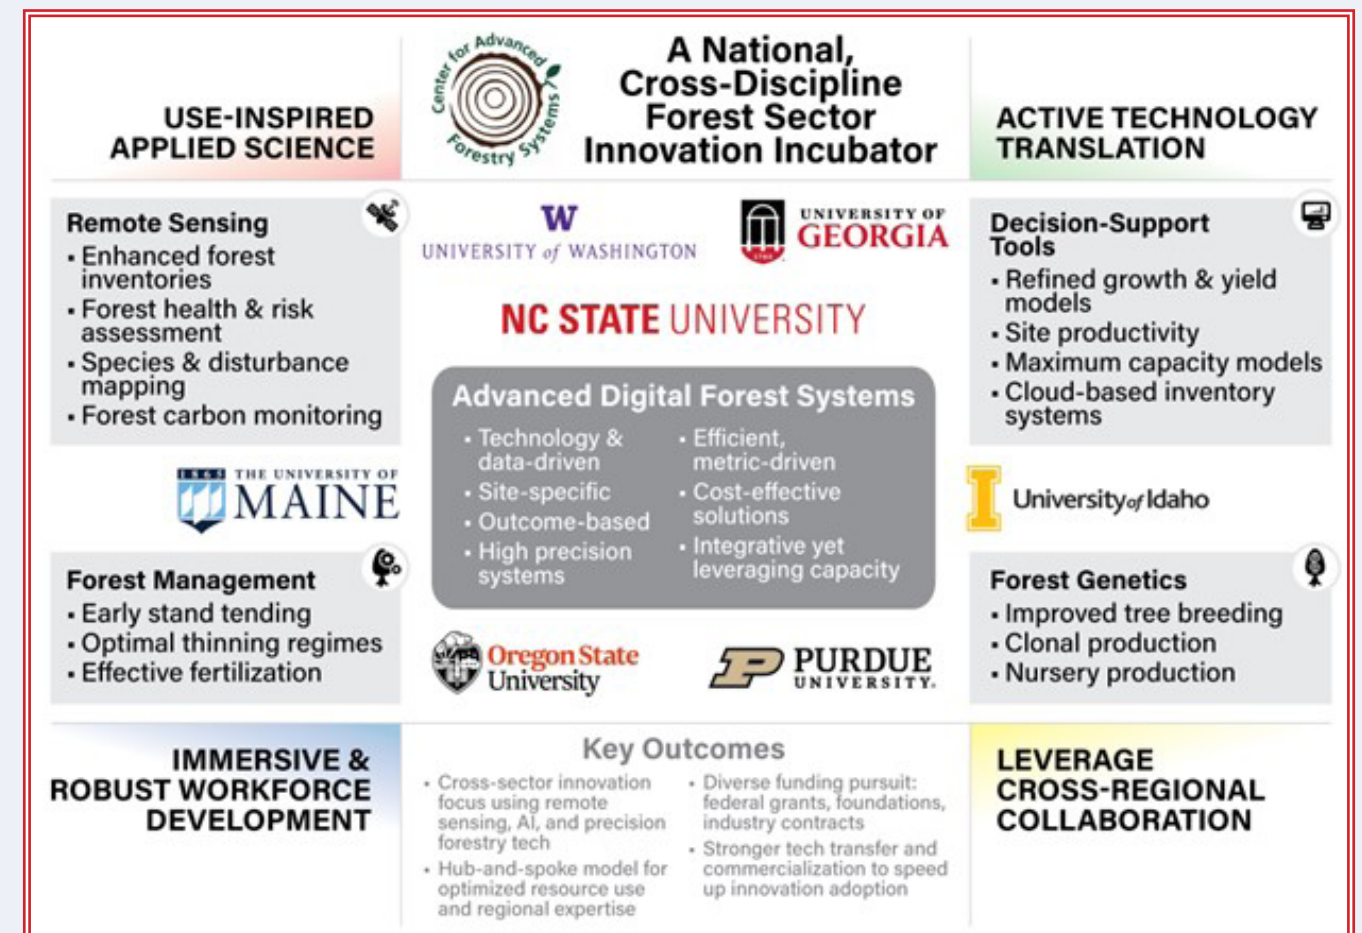 Center for Advanced
Forestry Systems
A National,
Cross-Discipline
Forest Sector
Innovation Incubator
USE-INSPIRED
APPLIED SCIENCE
ACTIVE TECHNOLOGY
TRANSLATION
Remote Sensing
▪ Enhanced forest
inventories
▪ Forest health & risk
assessment
▪ Species & disturbance
mapping
▪ Forest carbon monitoring
W
UNIVERSITY of WASHINGTON
1785
UNIVERSITY OF
GEORGIA
NC STATE UNIVERSITY
Decision-Support
Tools
▪ Refined growth & yield
models
▪ Site productivity
▪ Maximum capacity models
▪ Cloud-based inventory
systems
Advanced Digital Forest Systems
▪ Technology &
data-driven
▪ Site-specific
▪ Outcome-based
▪ High precision
systems
▪ Efficient,
metric-driven
▪ Cost-effective
solutions
▪ Integrative yet
leveraging capacity
1865 THE UNIVERSITY OF
MAINE
I
University of Idaho
Forest Management
▪ Early stand tending
▪ Optimal thinning regimes
▪ Effective fertilization
Forest Genetics
▪ Improved tree breeding
▪ Clonal production
▪ Nursery production
Oregon State
University
P
PURDUE
UNIVERSITY.
IMMERSIVE &
ROBUST WORKFORCE
DEVELOPMENT
Key Outcomes
• Cross-sector innovation
focus using remote
sensing, AI, and precision
forestry tech
• Hub-and-spoke model for
optimized resource use
and regional expertise
• Diverse funding pursuit:
federal grants, foundations,
industry contracts
• Stronger tech transfer and
commercialization to speed
up innovation adoption
LEVERAGE
CROSS-REGIONAL
COLLABORATION